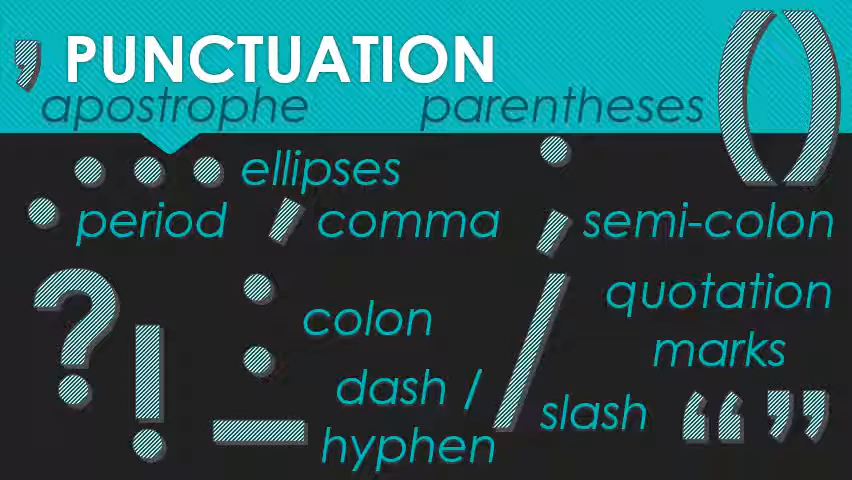 , PUNCTUATION
apostrophe parentheses ()
... ellipses
. period , comma ; semi-colon
? ! : colon
quotation
marks “ ”
— dash /
hyphen
/ slash